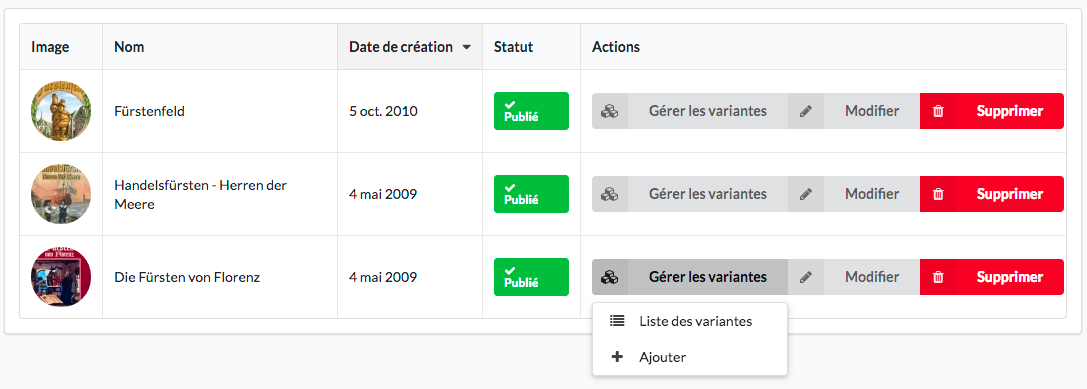 Image Nom Date de création Statut Actions
Fürstenfeld 5 oct. 2010 Publié Gérer les variantes Modifier Supprimer
Handelsfürsten - Herren der
Meere
4 mai 2009 Publié Gérer les variantes Modifier Supprimer
Die Fürsten von Florenz 4 mai 2009 Publié Gérer les variantes Modifier Supprimer
Liste des variantes
Ajouter